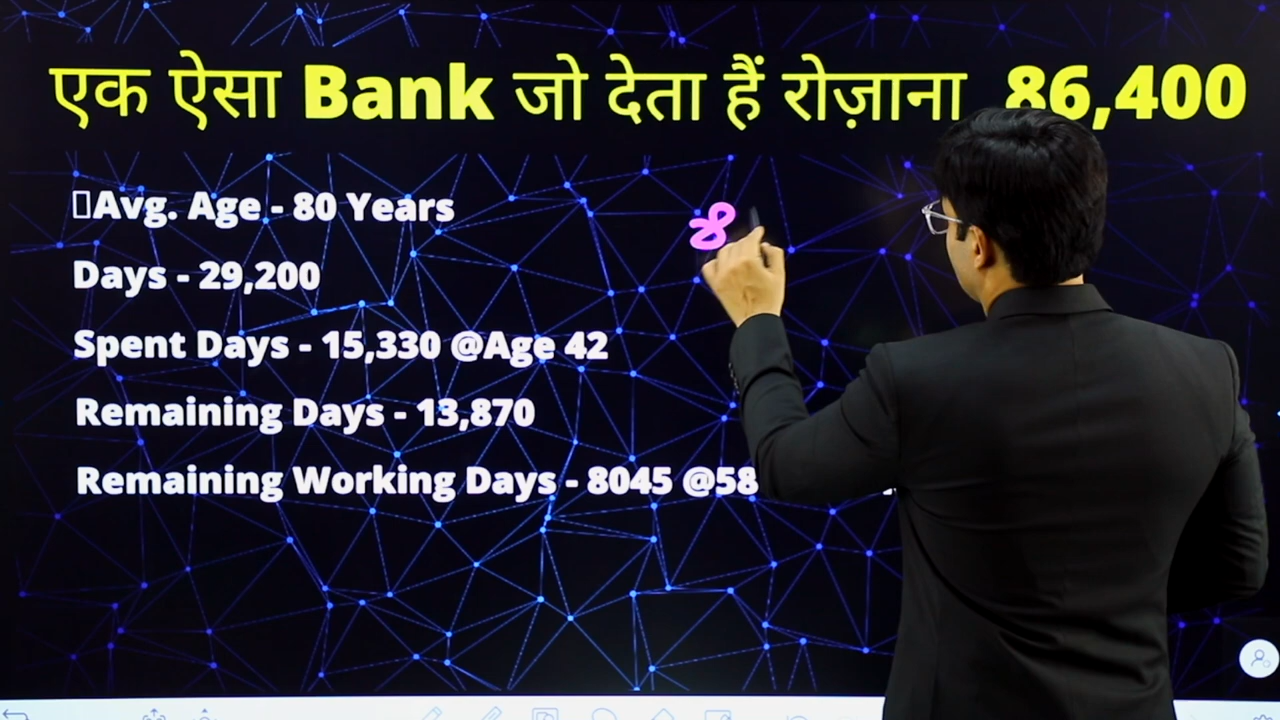 एक ऐसा Bank जो देता हैं रोज़ाना 86,400
Avg. Age - 80 Years
8
Days - 29,200
Spent Days - 15,330 @Age 42
Remaining Days - 13,870
Remaining Working Days - 8045 @58